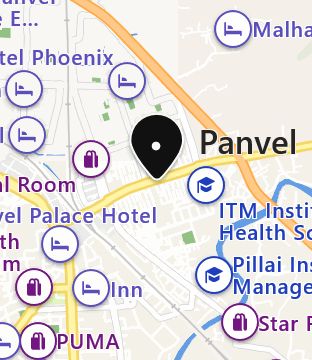 e E...
Malha
tel Phoenix
Panvel
al Room
ITM Instit
Health Sc
vel Palace Hotel
th
m
Pillai Ins
Manage
Inn
Star F
PUMA